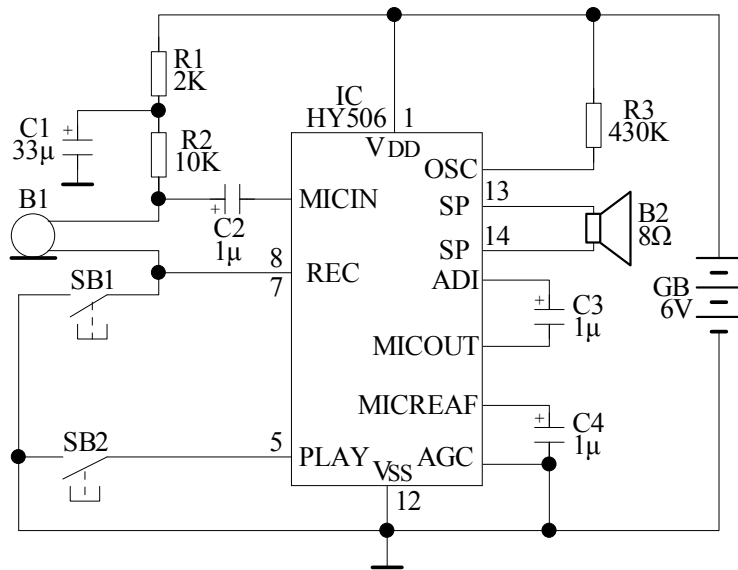 R1
2K
IC
HY506
1
VDD
R3
430K
C1
+
33µ
R2
10K
OSC
B1
+
C2
1µ
MICIN
13
SP
14
SP
B2
8Ω
8
7
REC
ADI
SB1
+
C3
1µ
GB
6V
MICOUT
MICREAF
+
C4
1µ
SB2
5
PLAY
VSS
AGC
12